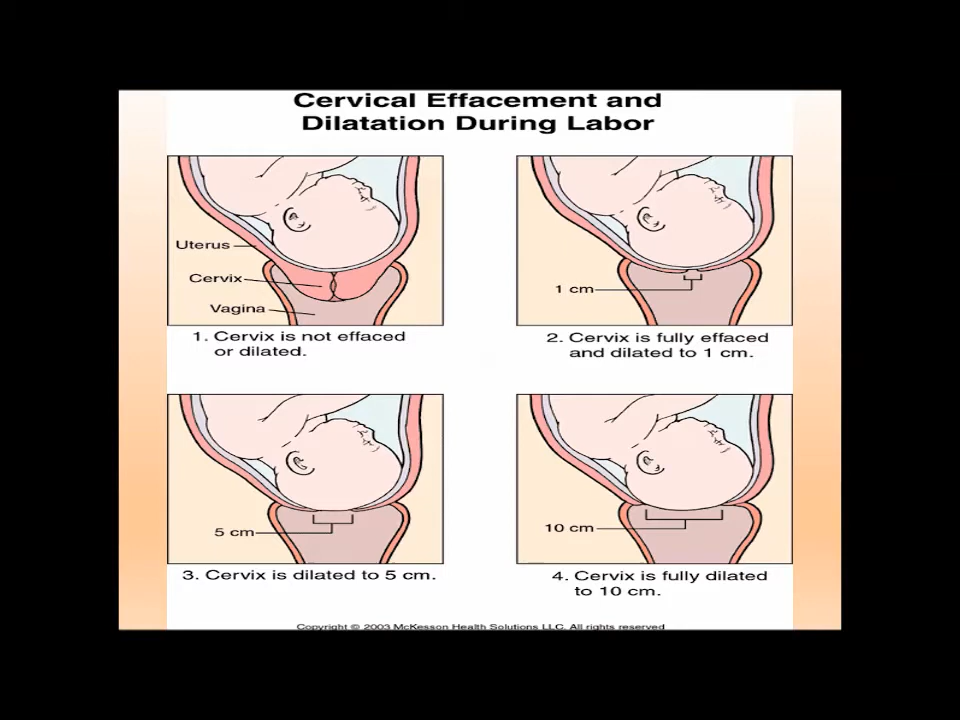 Cervical Effacement and
Dilatation During Labor
Uterus
Cervix
Vagina
1. Cervix is not effaced
or dilated.
1 cm
2. Cervix is fully effaced
and dilated to 1 cm.
5 cm
3. Cervix is dilated to 5 cm.
10 cm
4. Cervix is fully dilated
to 10 cm.
Copyright © 2003 McKesson Health Solutions LLC. All rights reserved